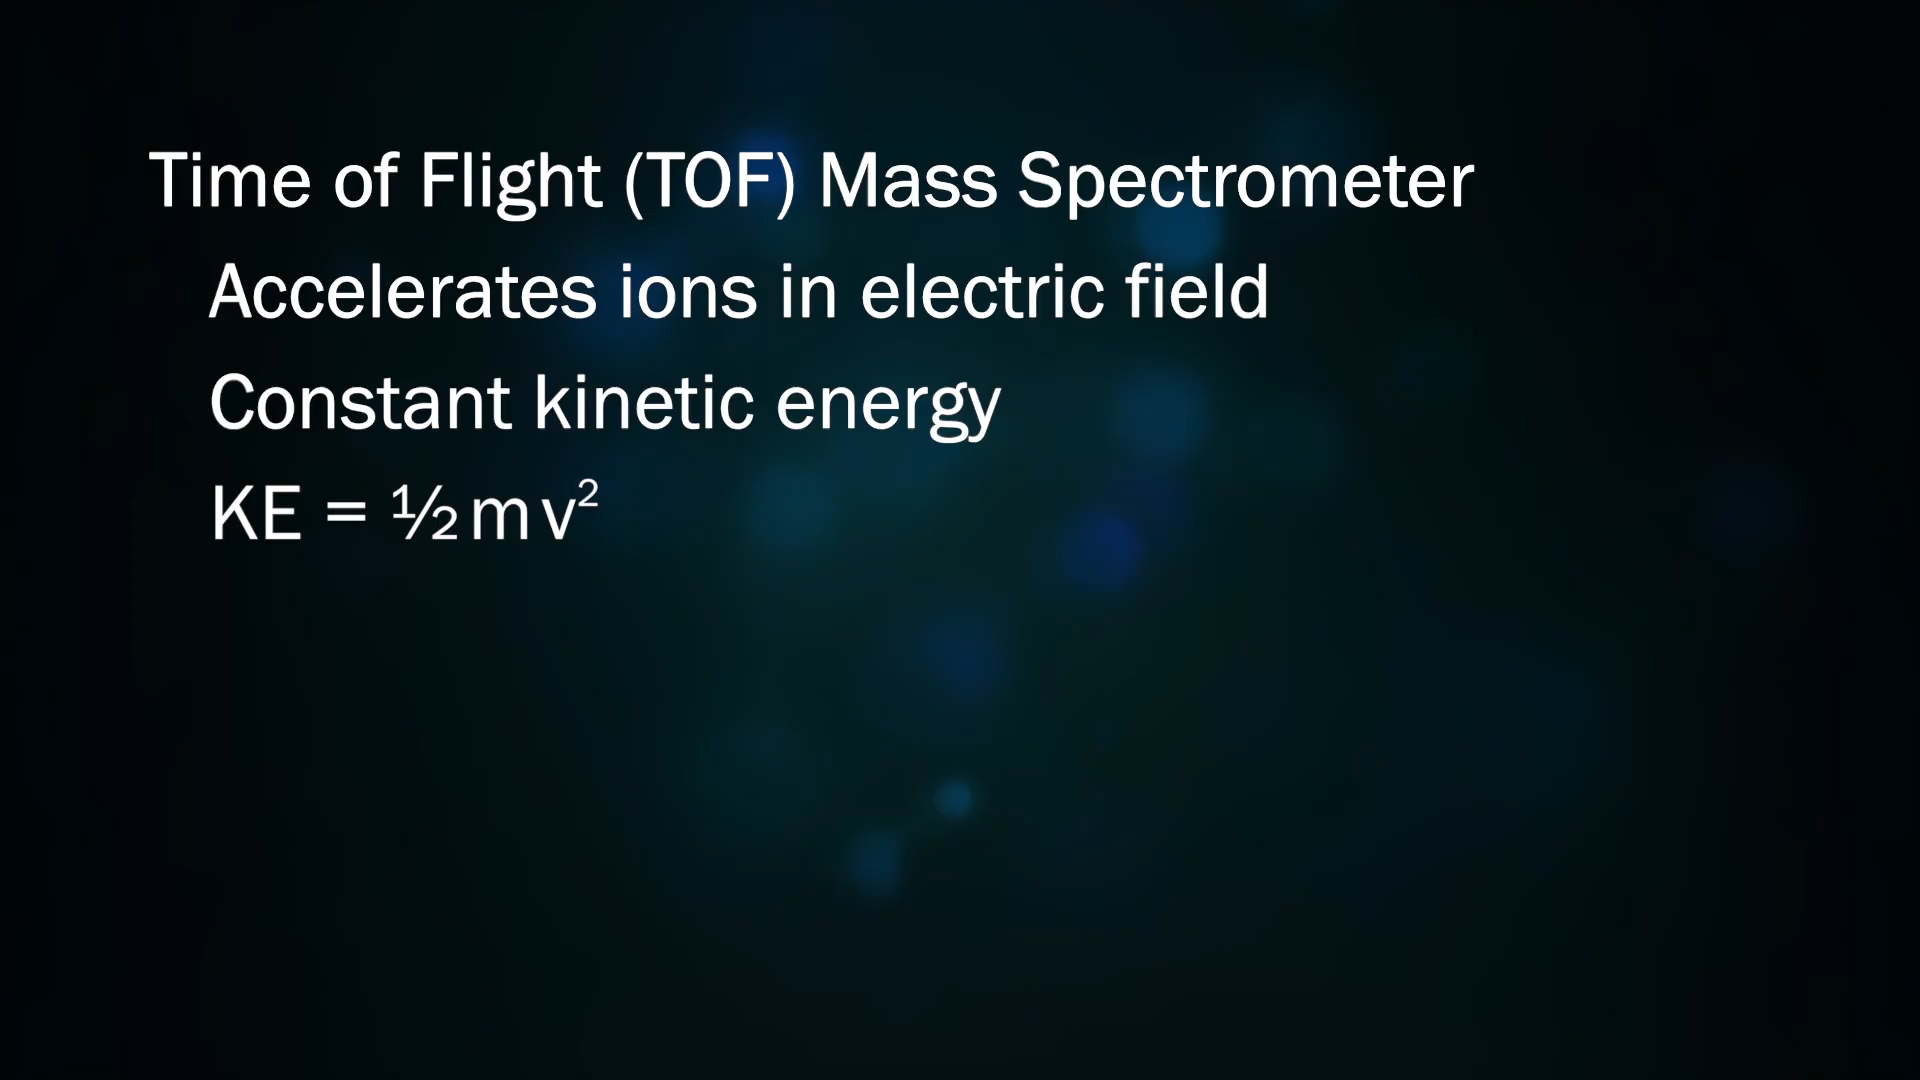 Time of Flight (TOF) Mass Spectrometer
Accelerates ions in electric field
Constant kinetic energy
KE = ½ m v²